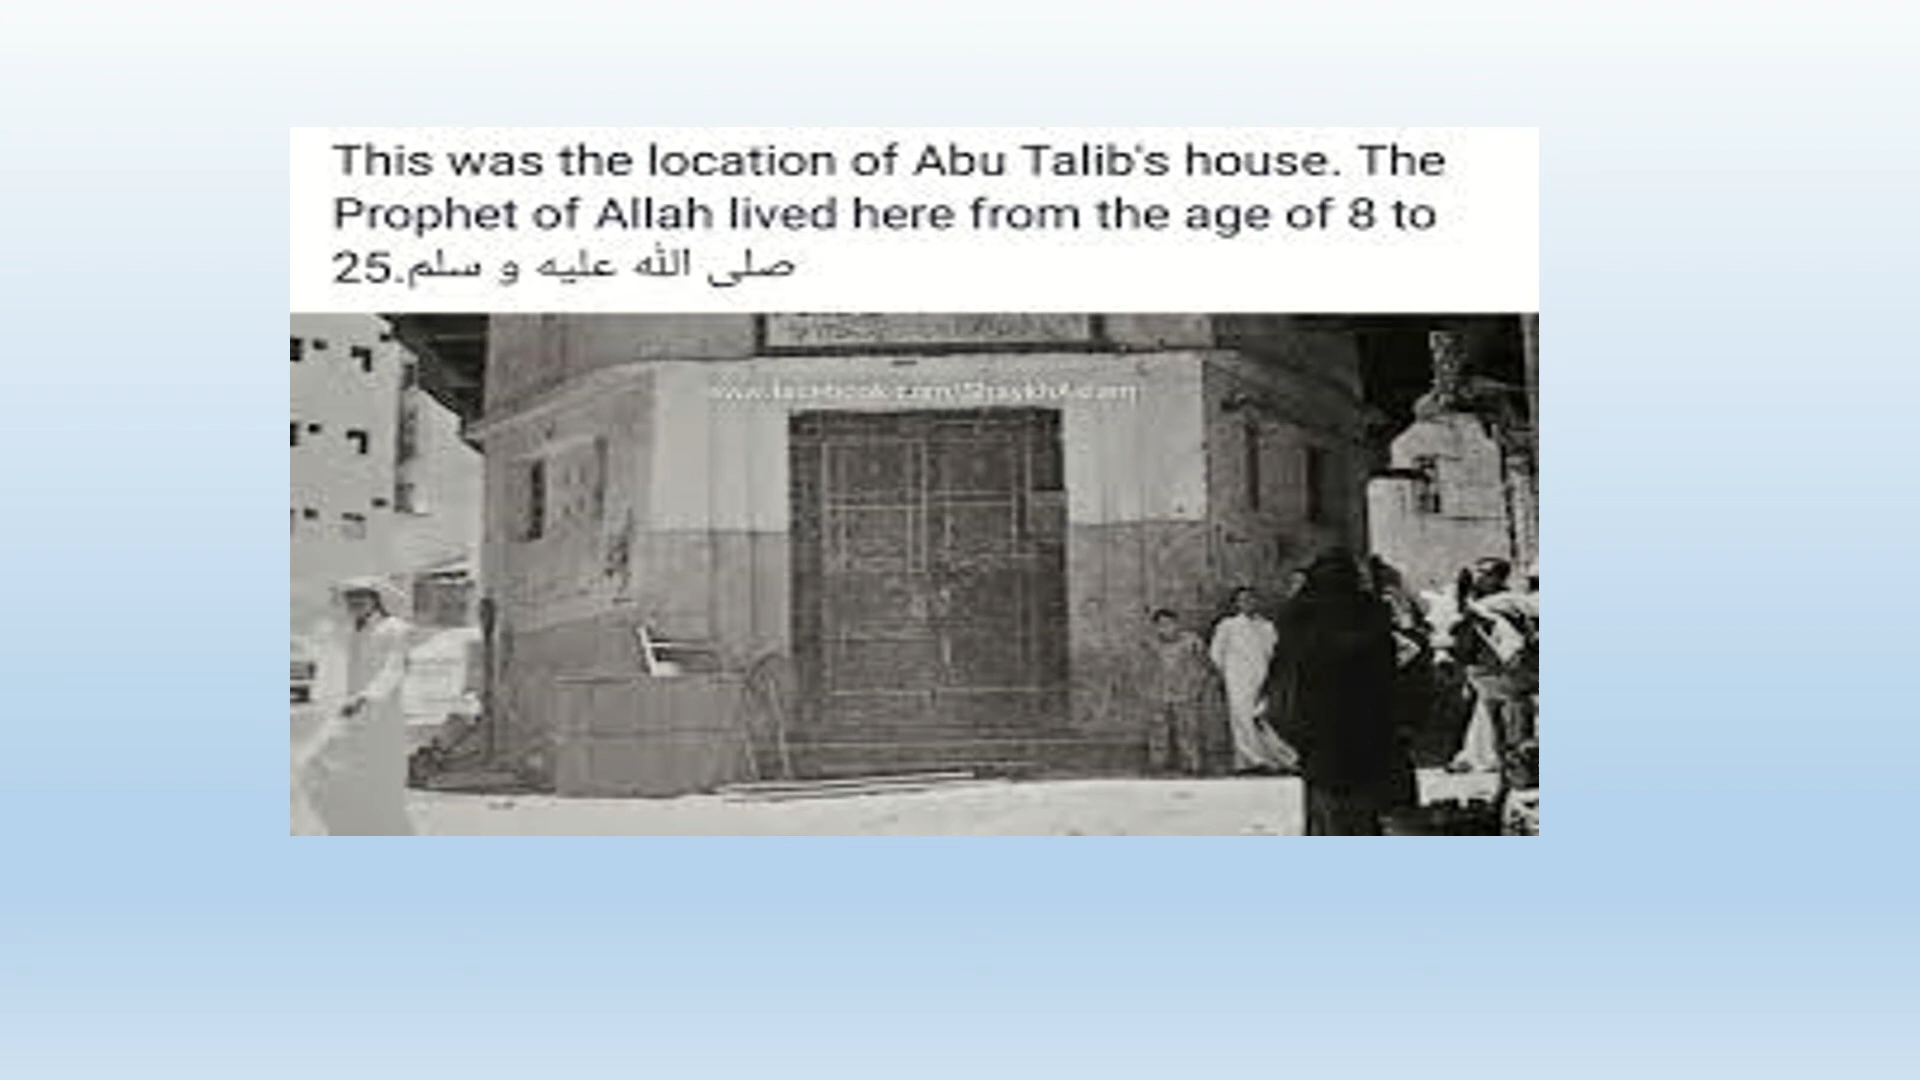 This was the location of Abu Talib's house. The
Prophet of Allah lived here from the age of 8 to
25.صلى الله عليه و سلم